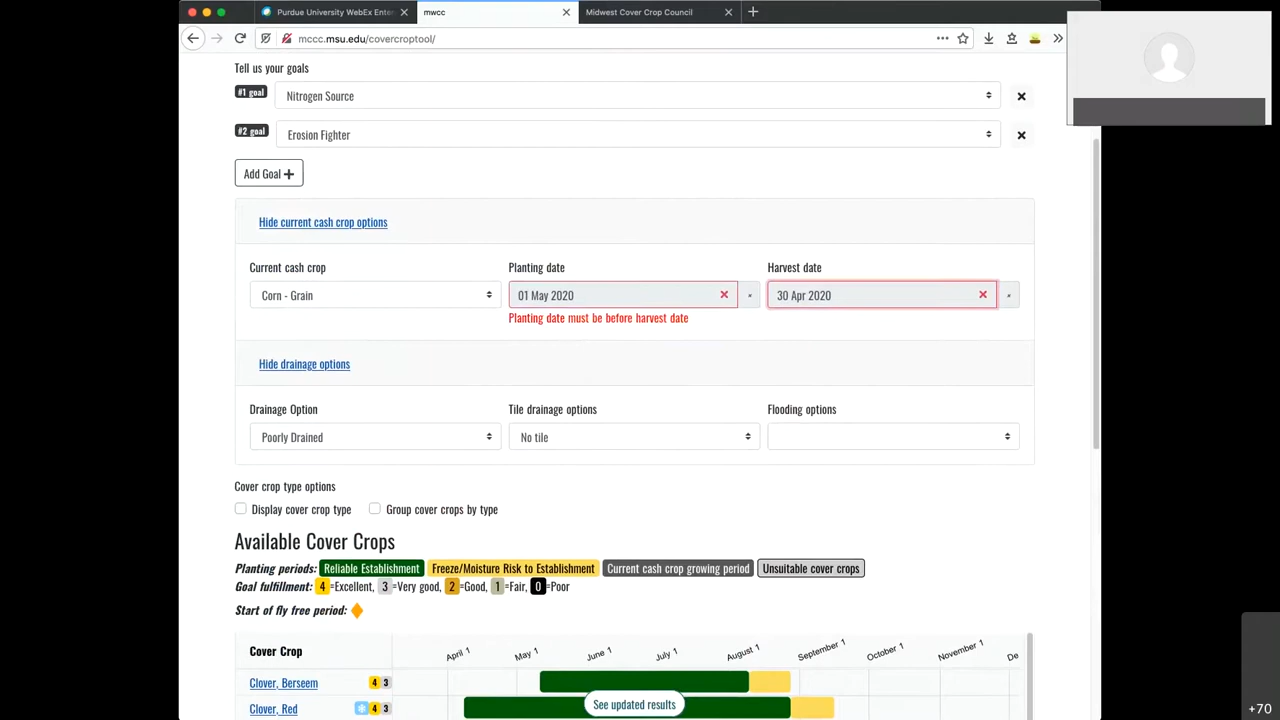 Purdue University WebEx Enter
mwcc
Midwest Cover Crop Council
mccc.msu.edu/covercroptool/
Tell us your goals
#1 goal Nitrogen Source
#2 goal Erosion Fighter
Add Goal
Hide current cash crop options
Current cash crop Planting date Harvest date
Corn - Grain 01 May 2020 30 Apr 2020
Planting date must be before harvest date
Hide drainage options
Drainage Option Tile drainage options Flooding options
Poorly Drained No tile
Cover crop type options
Display cover crop type Group cover crops by type
Available Cover Crops
Planting periods: Reliable Establishment Freeze/Moisture Risk to Establishment Current cash crop growing period Unsuitable cover crops
Goal fulfillment: 4 =Excellent, 3 =Very good, 2 =Good, 1 =Fair, 0 =Poor
Start of fly free period:
Cover Crop April 1 May 1 June 1 July 1 August 1 September 1 October 1 November 1 De
Clover, Berseem 4 3
Clover, Red 4 3
See updated results
+70